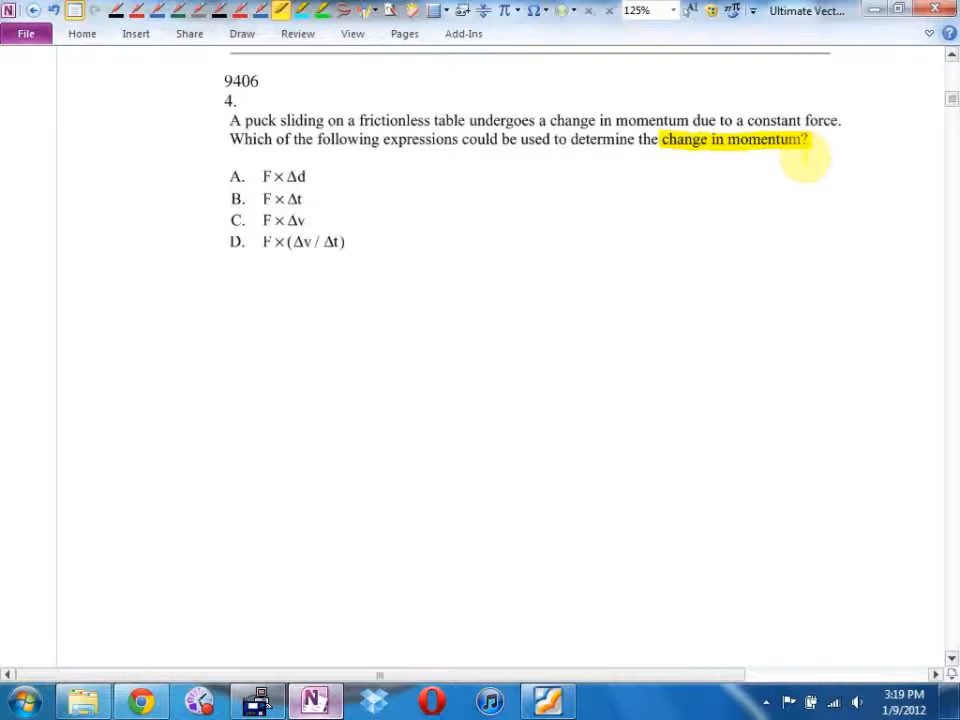 125%
Ultimate Vect...
File Home Insert Share Draw Review View Pages Add-Ins
9406
4.
A puck sliding on a frictionless table undergoes a change in momentum due to a constant force.
Which of the following expressions could be used to determine the change in momentum?
A. F × Δd
B. F × Δt
C. F × Δv
D. F × (Δv / Δt)
3:19 PM
1/9/2012